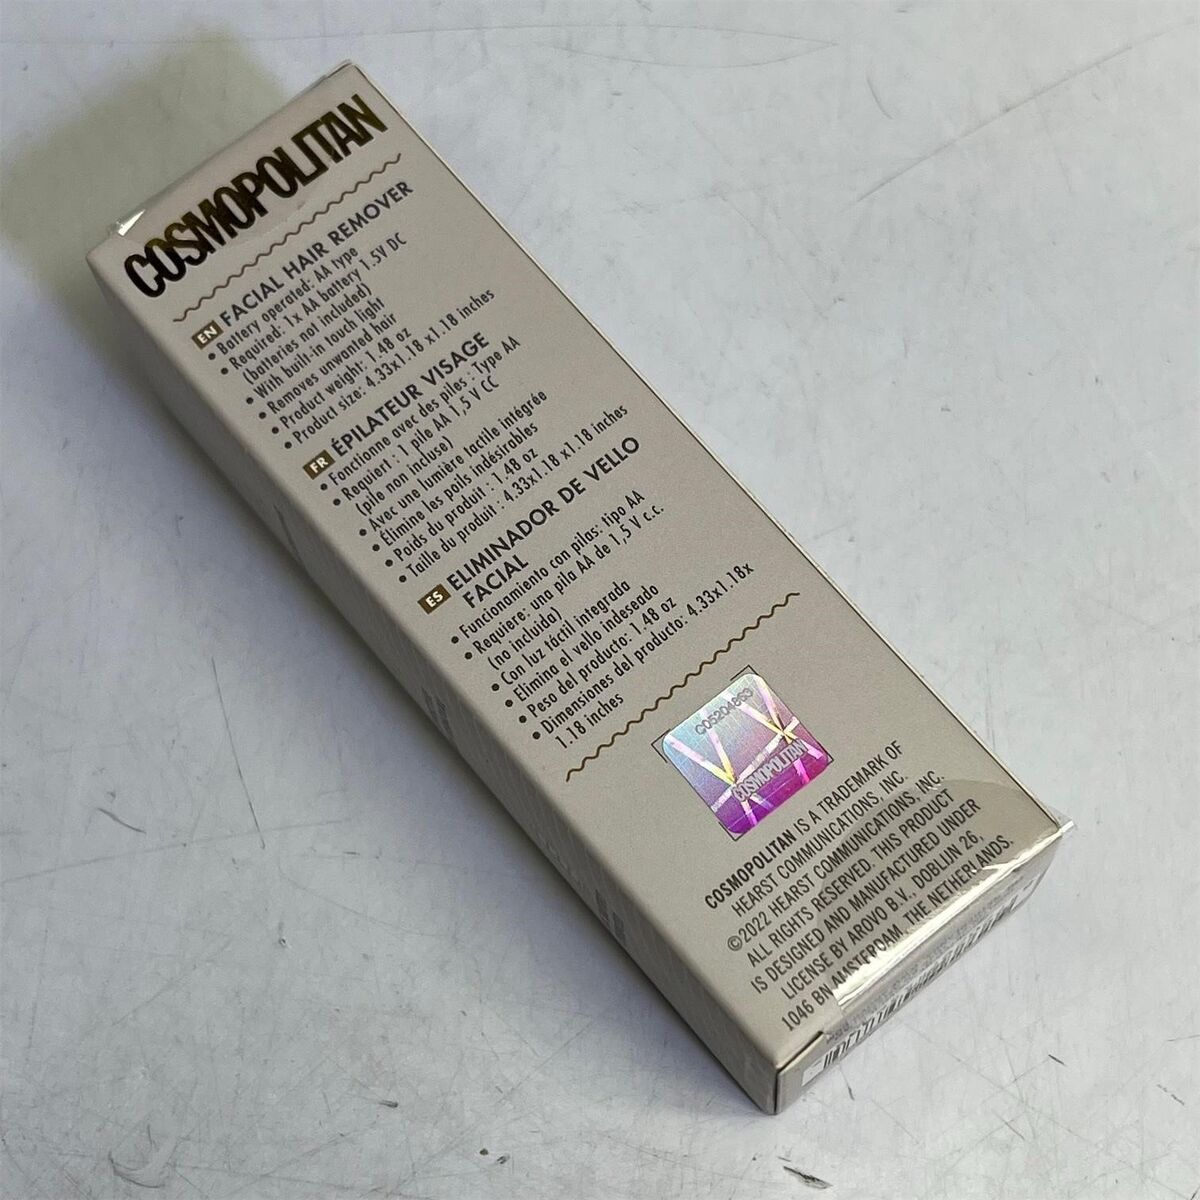 COSMOPOLITAN
EN FACIAL HAIR REMOVER
• Battery operated: AA type
• Required: 1x AA battery 1.5V DC
(batteries not included)
• With built-in touch light
• Removes unwanted hair
• Product weight: 1.48 oz
• Product size: 4.33x1.18 x1.18 inches
FR ÉPILATEUR VISAGE
• Fonctionne avec des piles : Type AA
• Requiert : 1 pile AA 1,5 V CC
(pile non incluse)
• Avec une lumière tactile intégrée
• Élimine les poils indésirables
• Poids du produit : 1.48 oz
• Taille du produit : 4.33x1.18 x1.18 inches
ES ELIMINADOR DE VELLO
FACIAL
• Funcionamiento con pilas: tipo AA
• Requiere: una pila AA de 1,5 V c.c.
(no incluida)
• Con luz táctil integrada
• Elimina el vello indeseado
• Peso del producto: 1.48 oz
• Dimensiones del producto: 4.33x1.18x
1.18 inches
COSMOPOLITAN
COSMOPOLITAN IS A TRADEMARK OF
HEARST COMMUNICATIONS, INC.
©2022 HEARST COMMUNICATIONS, INC.
ALL RIGHTS RESERVED. THIS PRODUCT
IS DESIGNED AND MANUFACTURED UNDER
LICENSE BY AROVO B.V., DOBLIJN 26,
1046 BN AMSTERDAM, THE NETHERLANDS.